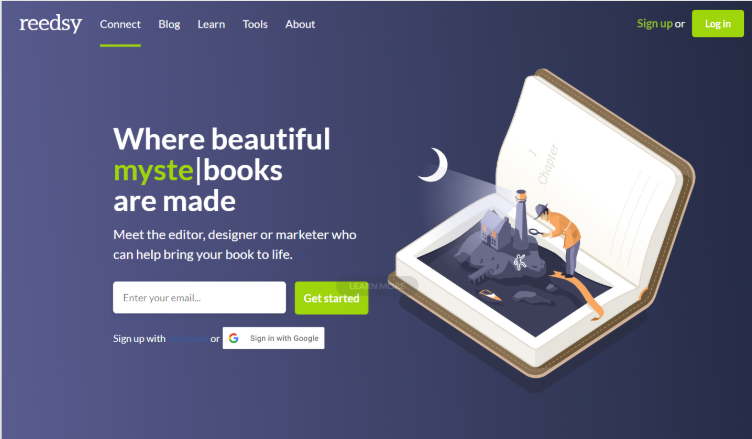 reedsy Connect Blog Learn Tools About Sign up or Log in
1
Chapter
Where beautiful
myste|books
are made
Meet the editor, designer or marketer who
can help bring your book to life.
Enter your email... Get started
LEARN MORE
Sign up with or Sign in with Google